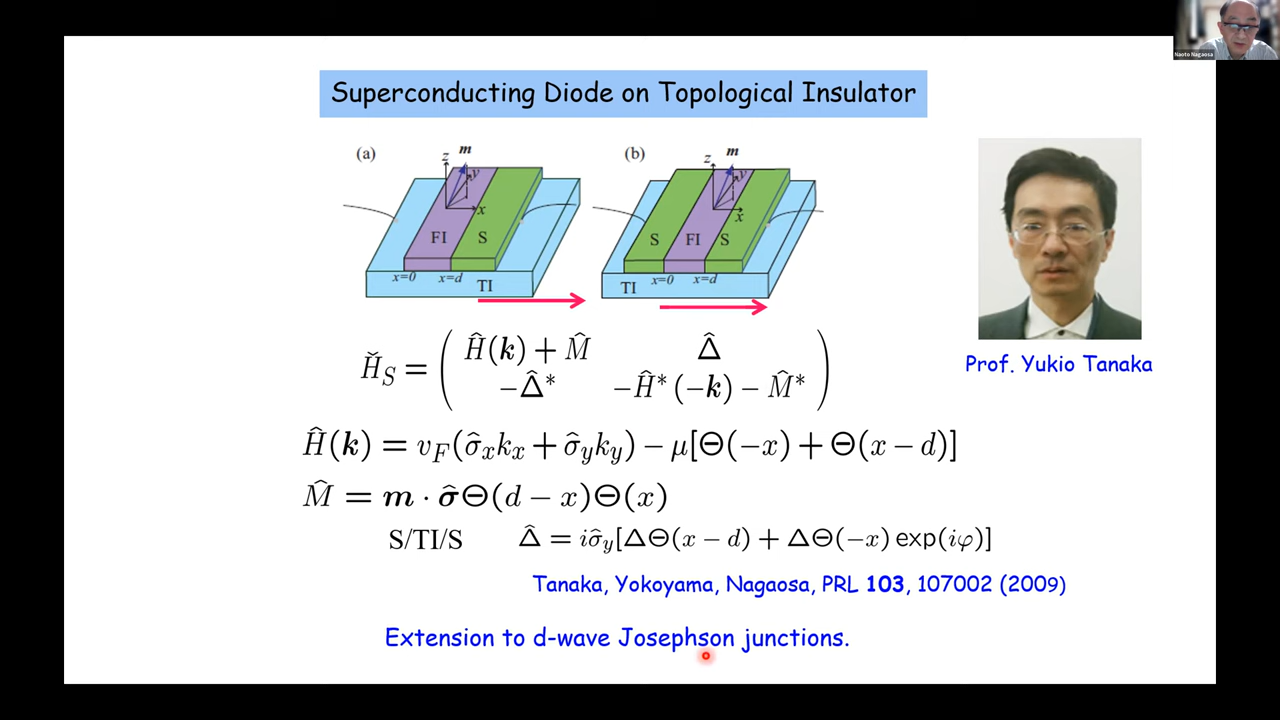 Naoto Nagaosa
Superconducting Diode on Topological Insulator
(a)
z
m
y
x
FI
S
x=0
x=d
TI
(b)
z
m
y
x
S
FI
S
x=0
x=d
TI
Prof. Yukio Tanaka
Ȟ_S = ( Ĥ(k) + M̂   Δ̂
−Δ̂*   −Ĥ*(−k) − M̂* )
Ĥ(k) = v_F(σ̂_x k_x + σ̂_y k_y) − μ[Θ(−x) + Θ(x − d)]
M̂ = m · σ̂Θ(d − x)Θ(x)
S/TI/S   Δ̂ = iσ̂_y[ΔΘ(x − d) + ΔΘ(−x) exp(iφ)]
Tanaka, Yokoyama, Nagaosa, PRL 103, 107002 (2009)
Extension to d-wave Josephson junctions.